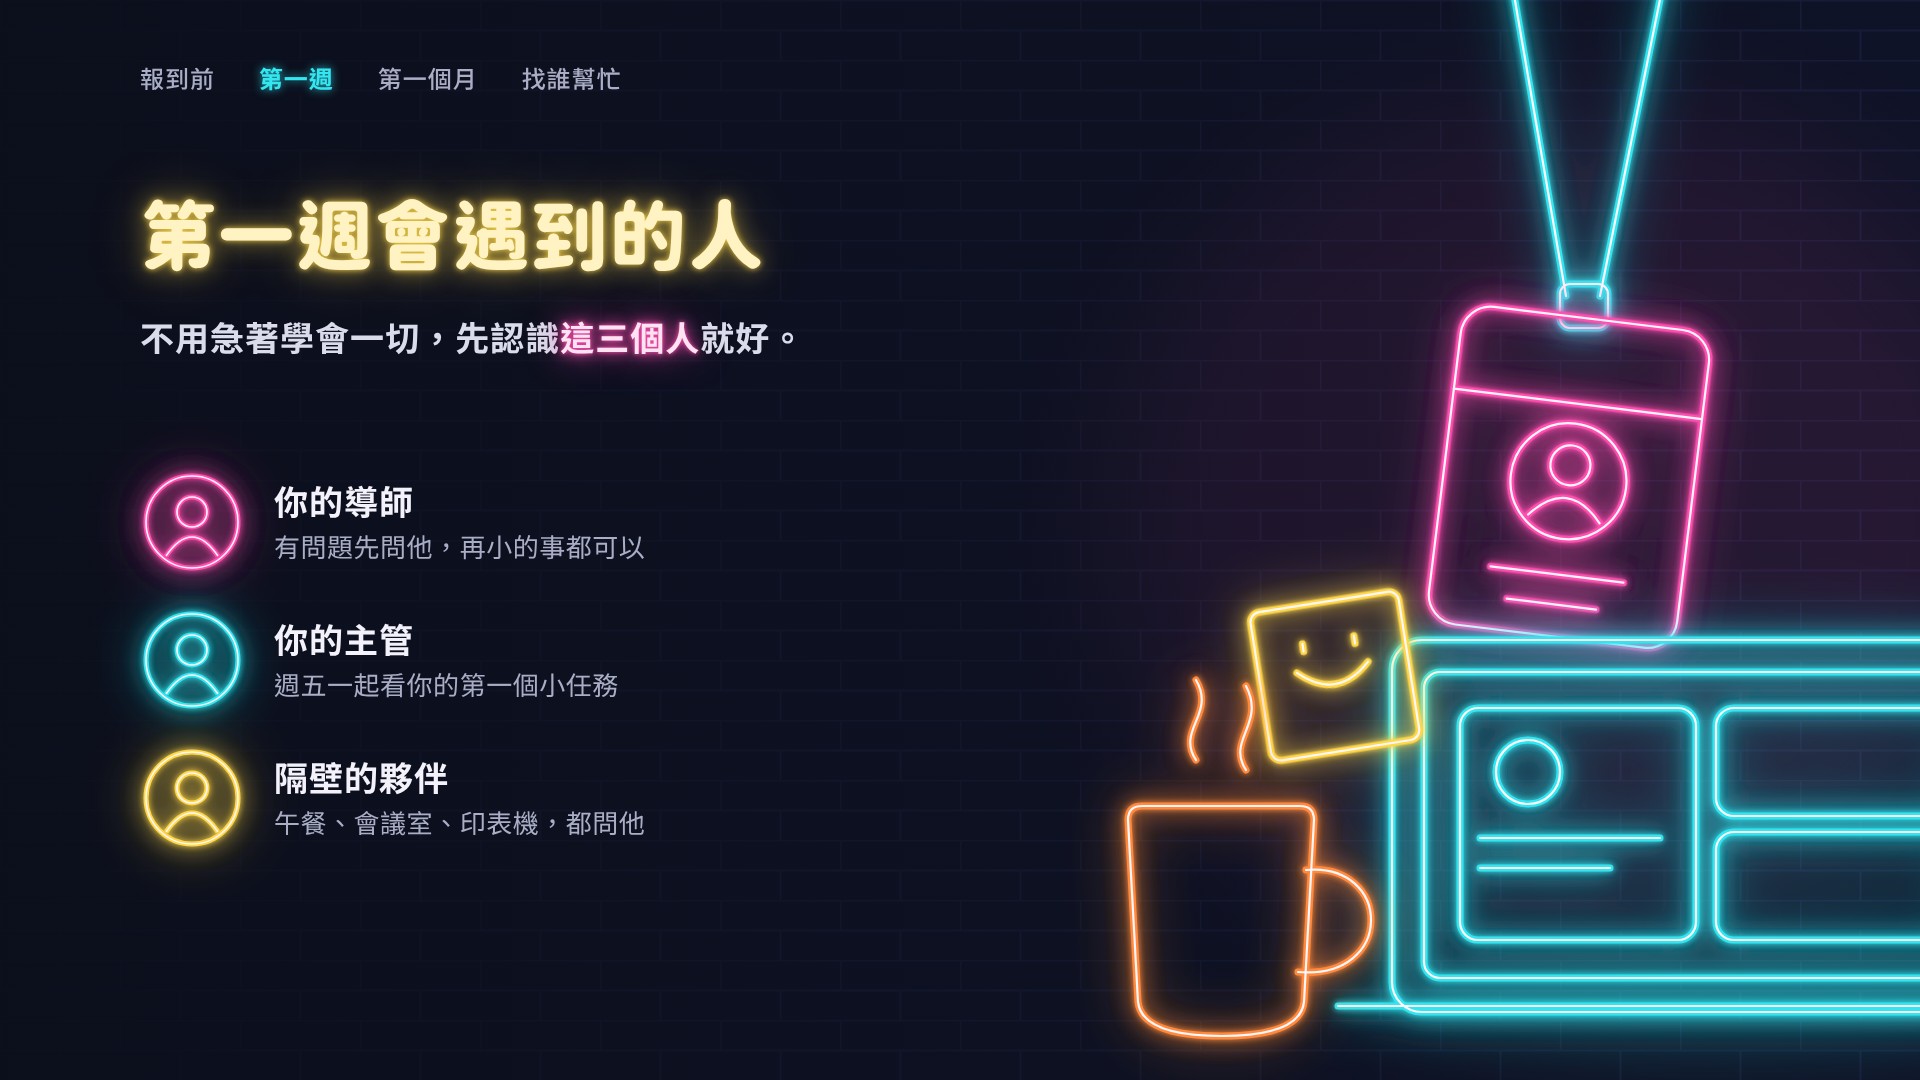 報到前 第一週 第一個月 找誰幫忙
第一週會遇到的人
不用急著學會一切，先認識這三個人就好。
你的導師
有問題先問他，再小的事都可以
你的主管
週五一起看你的第一個小任務
隔壁的夥伴
午餐、會議室、印表機，都問他